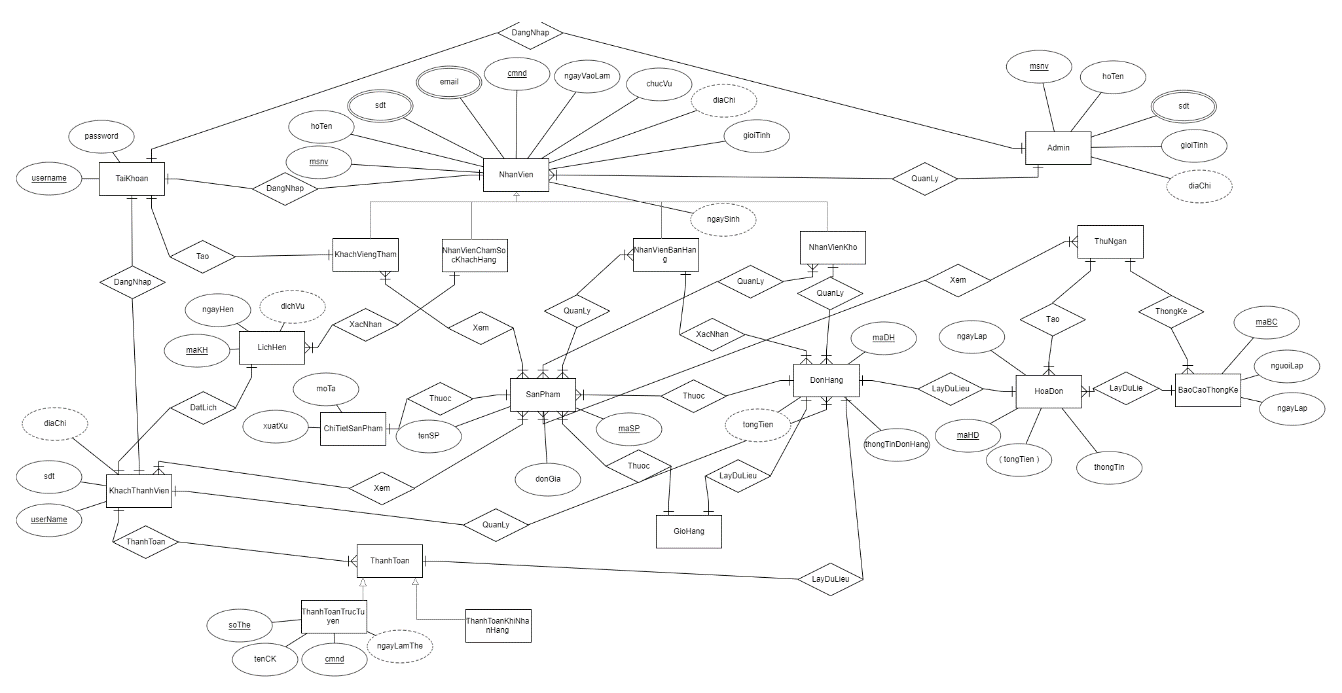 DangNhap
email
cmnd
ngayVaoLam
chucVu
sdt
diaChi
hoTen
gioiTinh
msnv
NhanVien
msnv
hoTen
sdt
gioiTinh
diaChi
Admin
password
username
TaiKhoan
DangNhap
QuanLy
ngaySinh
Tao
KhachViengTham
NhanVienChamSo
cKhachHang
NhanVienBanHan
g
NhanVienKho
ThuNgan
DangNhap
QuanLy
QuanLy
Xem
ngayHen
dichVu
maKH
LichHen
XacNhan
Xem
QuanLy
XacNhan
Tao
ThongKe
maDH
ngayLap
maBC
nguoiLap
ngayLap
BaoCaoThongKe
moTa
xuatXu
ChiTietSanPham
Thuoc
tenSP
SanPham
Thuoc
DonHang
LayDuLieu
HoaDon
LayDuLie
DatLich
diaChi
sdt
userName
KhachThanhVien
maSP
tongTien
thongTinDonHang
maHD
( tongTien )
thongTin
Xem
donGia
Thuoc
LayDuLieu
QuanLy
GioHang
ThanhToan
ThanhToan
LayDuLieu
ThanhToanTrucTu
yen
ThanhToanKhiNha
nHang
soThe
tenCK
cmnd
ngayLamThe